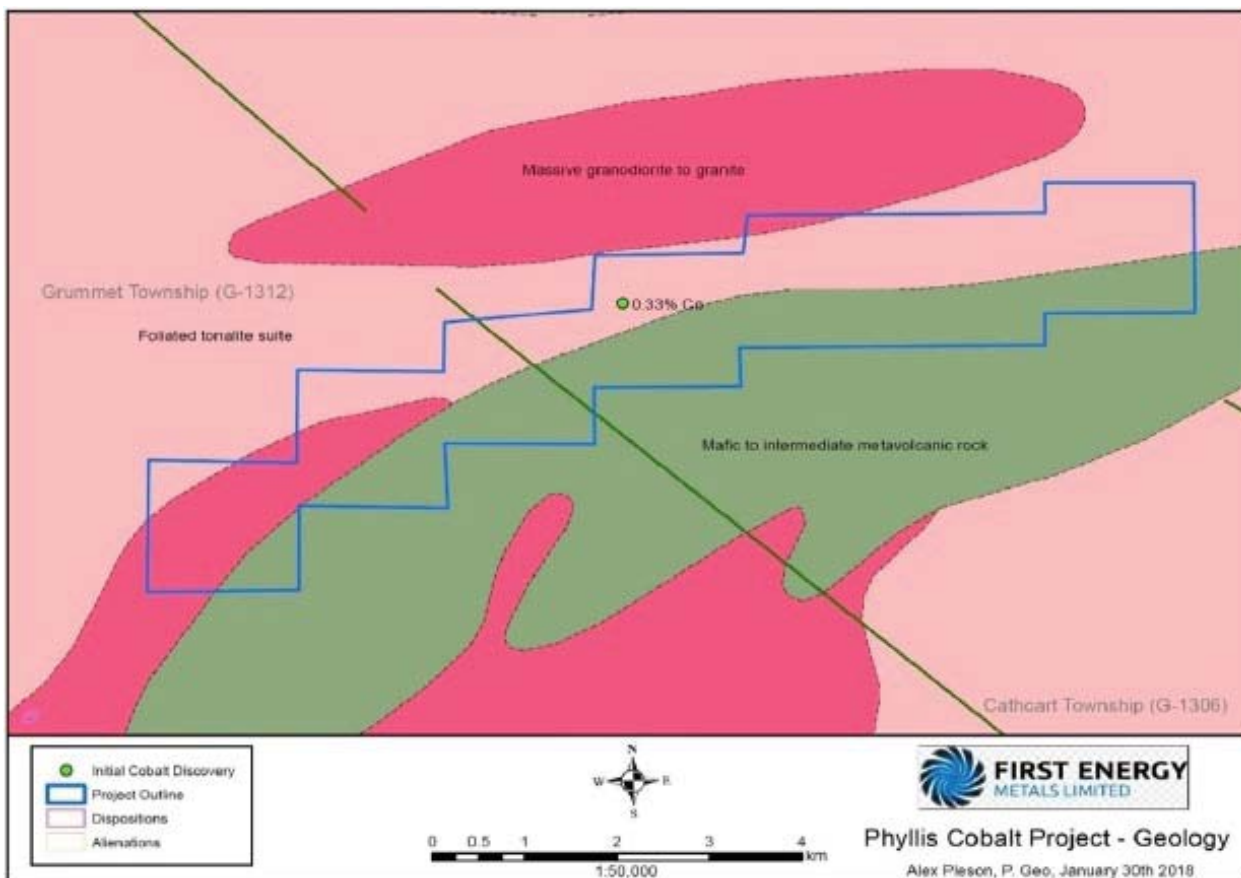 Massive granodiorite to granite
Grummet Township (G-1312)
0.33% Co
Foliated tonalite suite
Mafic to intermediate metavolcanic rock
Cathcart Township (G-1306)
Initial Cobalt Discovery
Project Outline
Dispositions
Alienations
N
W E
S
0 0.5 1 2 3 4
km
1:50,000
FIRST ENERGY
METALS LIMITED
Phyllis Cobalt Project - Geology
Alex Pleson, P. Geo, January 30th 2018